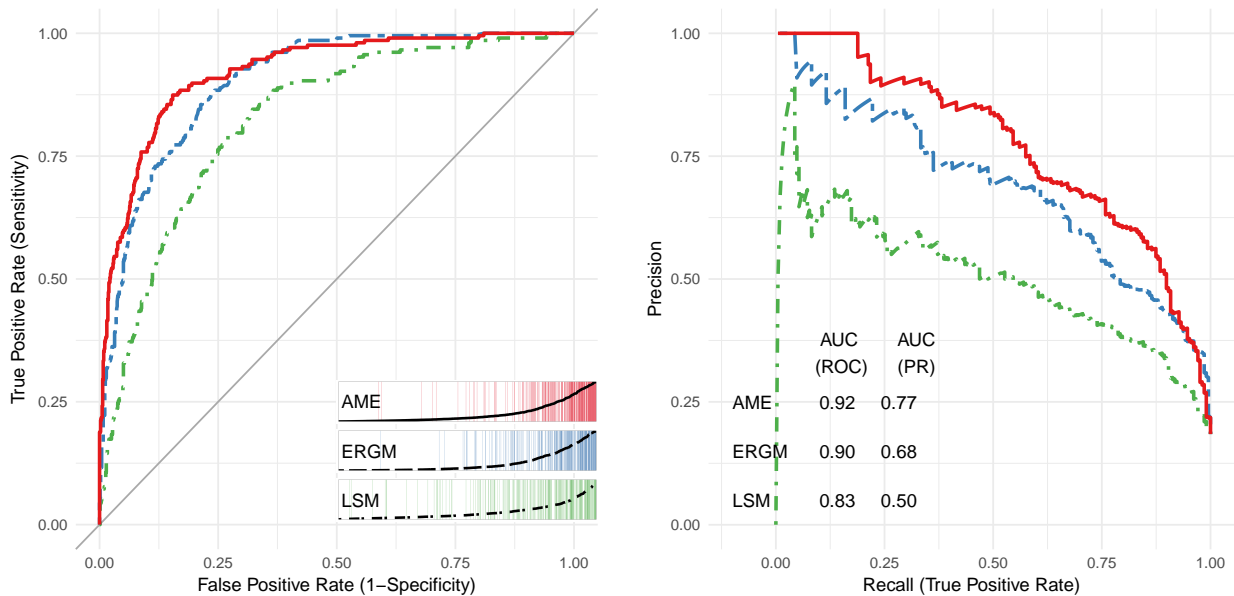 1.00
0.75
0.50
0.25
0.00
True Positive Rate (Sensitivity)
AME
ERGM
LSM
0.00
0.25
0.50
0.75
1.00
False Positive Rate (1−Specificity)
1.00
0.75
0.50
0.25
0.00
Precision
AUC AUC
(ROC) (PR)
AME 0.92 0.77
ERGM 0.90 0.68
LSM 0.83 0.50
0.00
0.25
0.50
0.75
1.00
Recall (True Positive Rate)